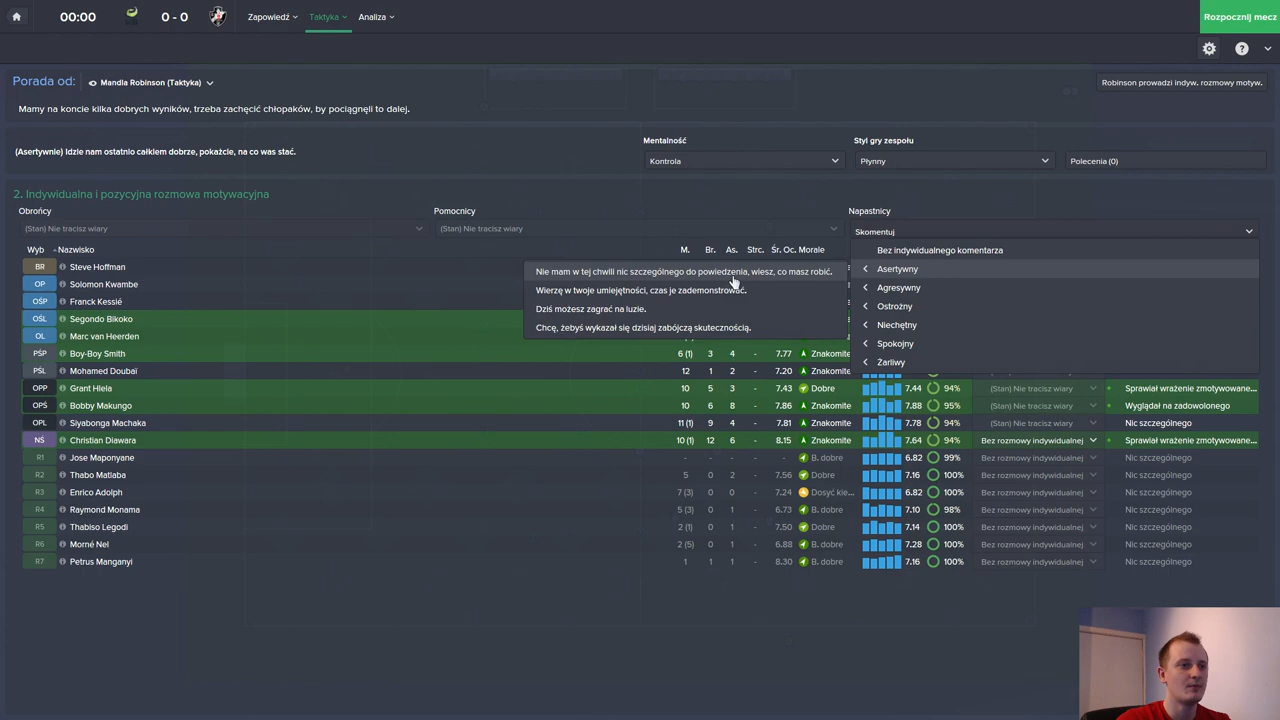 00:00
0 - 0
Zapowiedź
Taktyka
Analiza
Rozpocznij mecz
Porada od:
Mandla Robinson (Taktyka)
Robinson prowadzi indyw. rozmowy motyw.
Mamy na koncie kilka dobrych wyników, trzeba zachęcić chłopaków, by pociągnęli to dalej.
Mentalność
Styl gry zespołu
(Asertywnie) Idzie nam ostatnio całkiem dobrze, pokażcie, na co was stać.
Kontrola
Płynny
Polecenia (0)
2. Indywidualna i pozycyjna rozmowa motywacyjna
Obrońcy
Pomocnicy
Napastnicy
(Stan) Nie tracisz wiary
(Stan) Nie tracisz wiary
Skomentuj
Wyb Nazwisko M. Br. As. Strc. Śr. Oc. Morale
Bez indywidualnego komentarza
Asertywny
Agresywny
Ostrożny
Niechętny
Spokojny
Żarliwy
Nie mam w tej chwili nic szczególnego do powiedzenia, wiesz, co masz robić.
Wierzę w twoje umiejętności, czas je zademonstrować.
Dziś możesz zagrać na luzie.
Chcę, żebyś wykazał się dzisiaj zabójczą skutecznością.
BR Steve Hoffman
OP Solomon Kwambe
OŚP Franck Kessié
OŚL Segondo Bikoko
OL Marc van Heerden
PŚP Boy-Boy Smith 6 (1) 3 4 - 7.77 Znakomite
PŚL Mohamed Doubaï 12 1 2 - 7.20 Znakomite
OPP Grant Hlela 10 5 3 - 7.43 Dobre 7.44 94% (Stan) Nie tracisz wiary Sprawiał wrażenie zmotywowane...
OPŚ Bobby Makungo 10 6 8 - 7.86 Znakomite 7.88 95% (Stan) Nie tracisz wiary Wyglądał na zadowolonego
OPL Siyabonga Machaka 11 (1) 9 4 - 7.81 Znakomite 7.78 94% (Stan) Nie tracisz wiary Nic szczególnego
NŚ Christian Diawara 10 (1) 12 6 - 8.15 Znakomite 7.64 94% Bez rozmowy indywidualnej Sprawiał wrażenie zmotywowane...
R1 Jose Maponyane - - - - - B. dobre 6.82 99% Bez rozmowy indywidualnej Nic szczególnego
R2 Thabo Matlaba 5 0 2 - 7.56 Dobre 7.16 100% Bez rozmowy indywidualnej Nic szczególnego
R3 Enrico Adolph 7 (3) 0 0 - 7.24 Dosyć kie... 6.82 100% Bez rozmowy indywidualnej Nic szczególnego
R4 Raymond Monama 5 (3) 0 1 - 6.73 B. dobre 7.10 98% Bez rozmowy indywidualnej Nic szczególnego
R5 Thabiso Legodi 2 (1) 0 1 - 7.50 Dobre 7.14 100% Bez rozmowy indywidualnej Nic szczególnego
R6 Morné Nel 2 (5) 0 1 - 6.88 B. dobre 7.28 100% Bez rozmowy indywidualnej Nic szczególnego
R7 Petrus Manganyi 1 1 1 - 8.30 B. dobre 7.16 100% Bez rozmowy indywidualnej Nic szczególnego